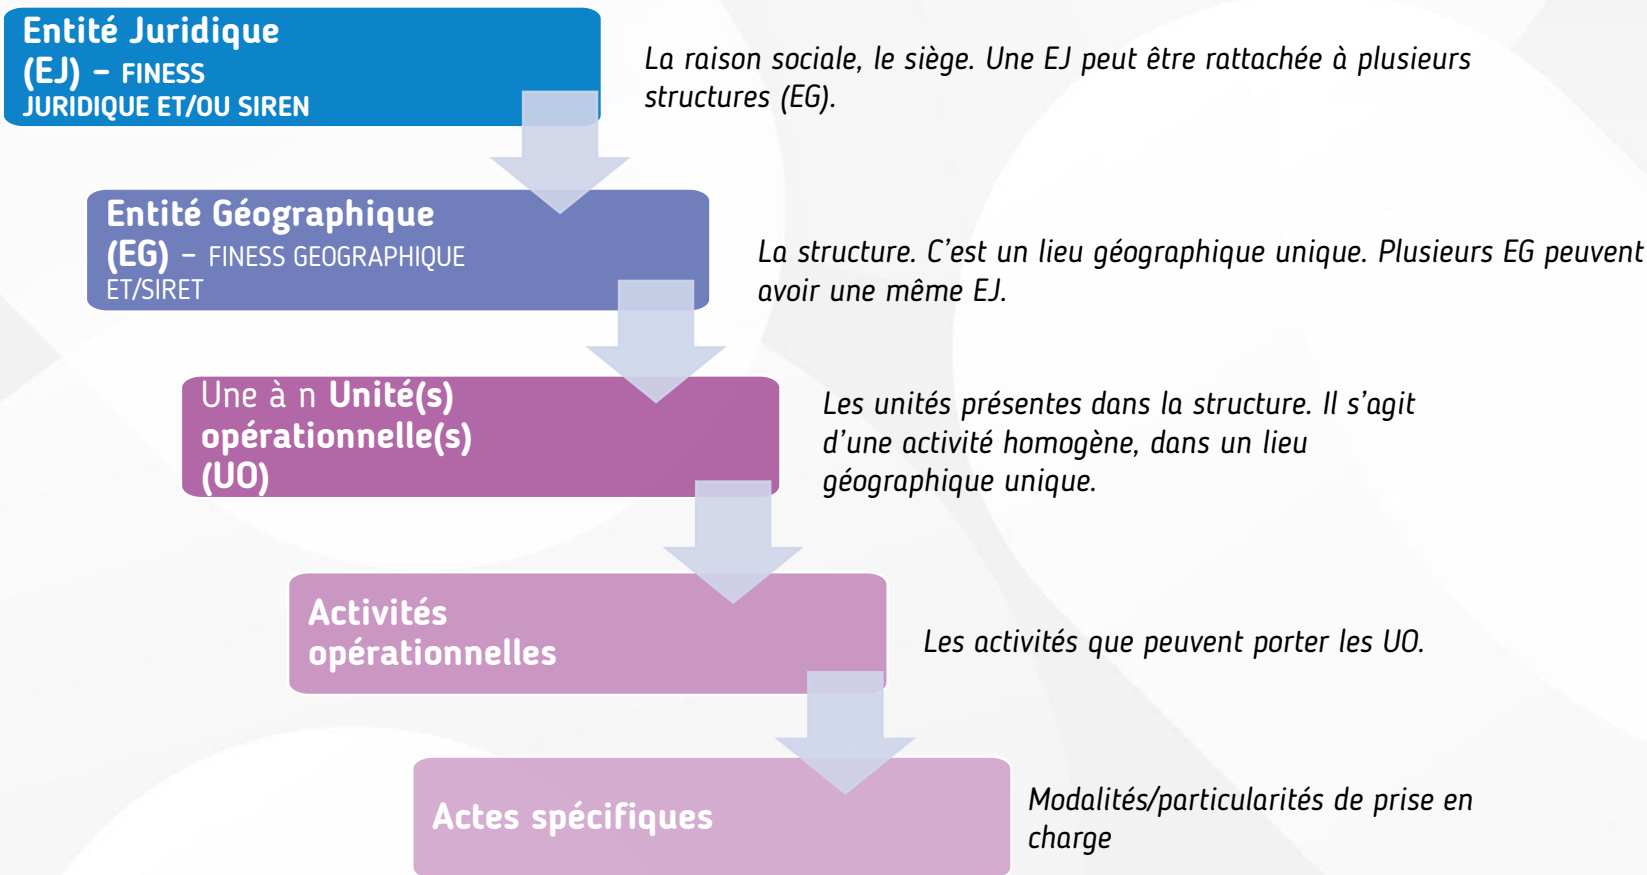 Entité Juridique
(EJ) – FINESS
JURIDIQUE ET/OU SIREN
La raison sociale, le siège. Une EJ peut être rattachée à plusieurs
structures (EG).
Entité Géographique
(EG) – FINESS GEOGRAPHIQUE
ET/SIRET
La structure. C’est un lieu géographique unique. Plusieurs EG peuvent
avoir une même EJ.
Une à n Unité(s)
opérationnelle(s)
(UO)
Les unités présentes dans la structure. Il s’agit
d’une activité homogène, dans un lieu
géographique unique.
Activités
opérationnelles
Les activités que peuvent porter les UO.
Actes spécifiques
Modalités/particularités de prise en
charge